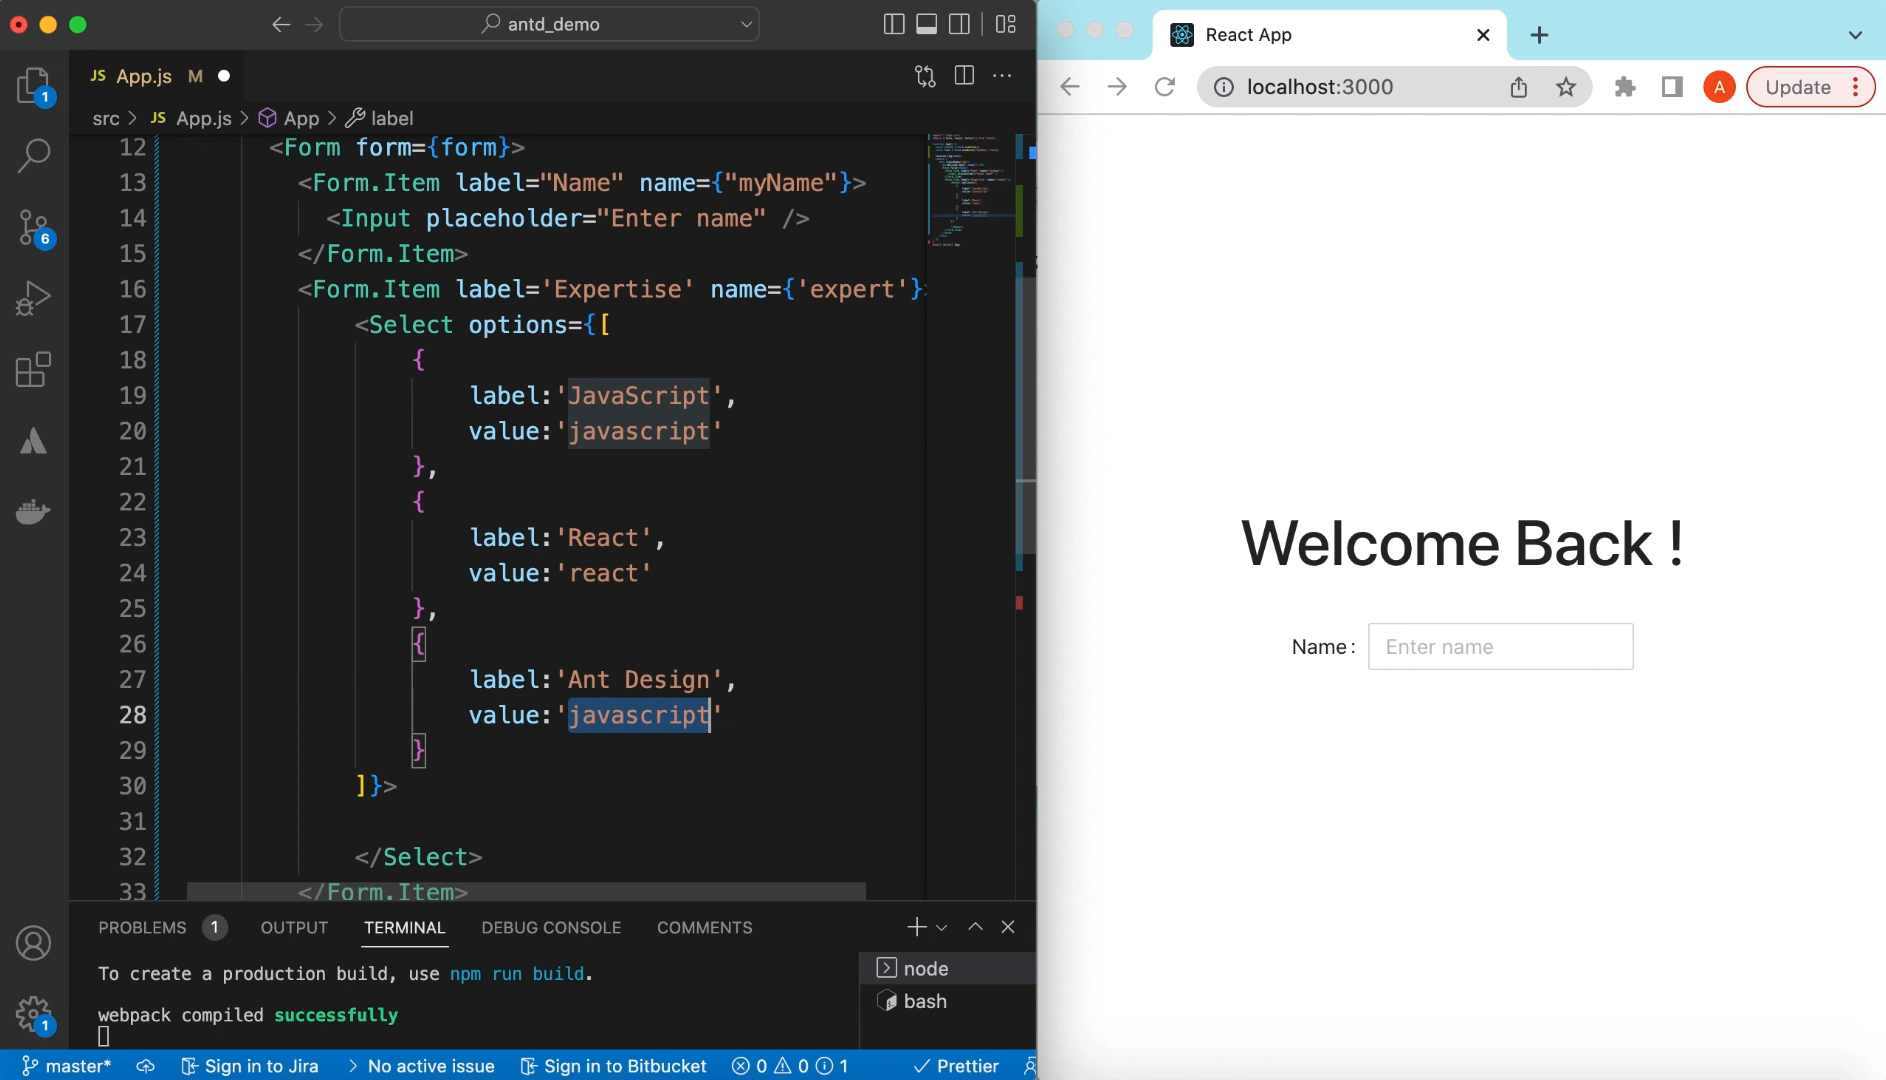 antd_demo
JS App.js M
src > JS App.js > App > label
12 <Form form={form}>
13 <Form.Item label="Name" name={"myName"}>
14 <Input placeholder="Enter name" />
15 </Form.Item>
16 <Form.Item label='Expertise' name={'expert'}>
17 <Select options={[
18 {
19 label:'JavaScript',
20 value:'javascript'
21 },
22 {
23 label:'React',
24 value:'react'
25 },
26 {
27 label:'Ant Design',
28 value:'javascript'
29 }
30 ]}>
31
32 </Select>
33 </Form.Item>
1
6
1
PROBLEMS 1 OUTPUT TERMINAL DEBUG CONSOLE COMMENTS
To create a production build, use npm run build.
webpack compiled successfully
node
bash
master* Sign in to Jira > No active issue Sign in to Bitbucket 0 0 1 Prettier
React App
localhost:3000
A
Update
Welcome Back !
Name : Enter name